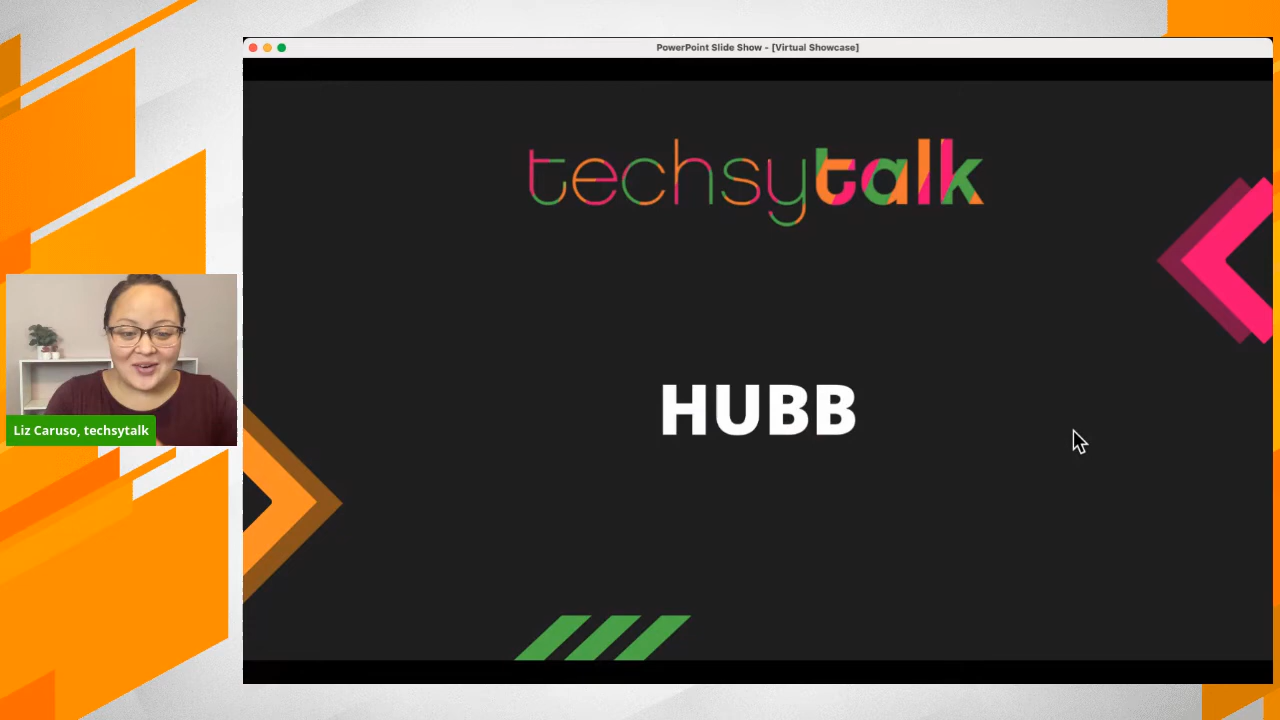 PowerPoint Slide Show - [Virtual Showcase]
techsytalk
HUBB
Liz Caruso, techsytalk